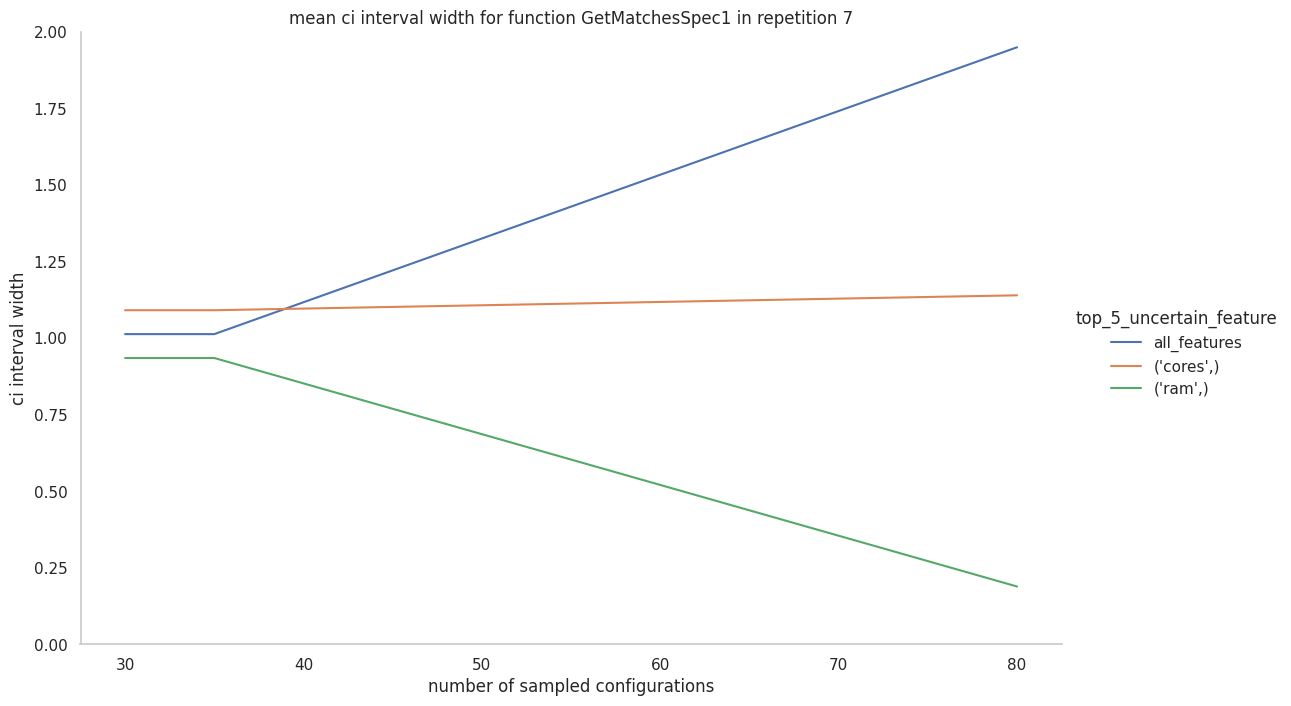 mean ci interval width for function GetMatchesSpec1 in repetition 7
2.00
1.75
1.50
1.25
1.00
0.75
0.50
0.25
0.00
ci interval width
30 40 50 60 70 80
number of sampled configurations
top_5_uncertain_feature
all_features
('cores',)
('ram',)